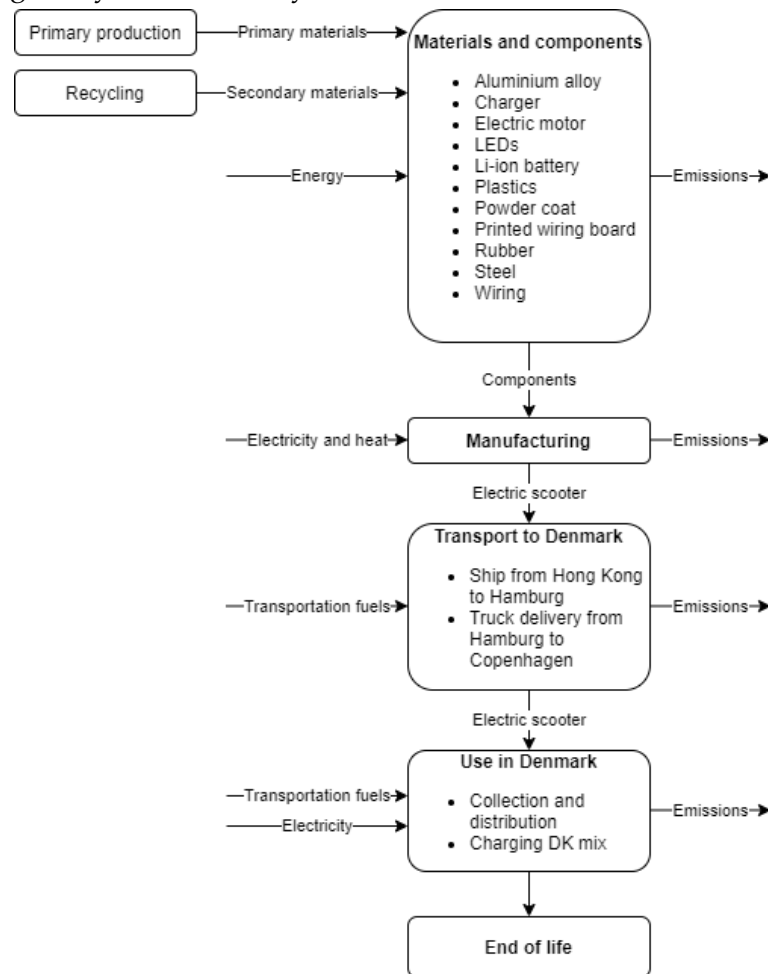 Primary production
Primary materials
Materials and components
Recycling
Secondary materials
Energy
Aluminium alloy
Charger
Electric motor
LEDs
Li-ion battery
Plastics
Powder coat
Printed wiring board
Rubber
Steel
Wiring
Emissions
Components
Electricity and heat
Manufacturing
Emissions
Electric scooter
Transport to Denmark
Transportation fuels
Ship from Hong Kong
to Hamburg
Truck delivery from
Hamburg to
Copenhagen
Emissions
Electric scooter
Use in Denmark
Transportation fuels
Electricity
Collection and
distribution
Charging DK mix
Emissions
End of life